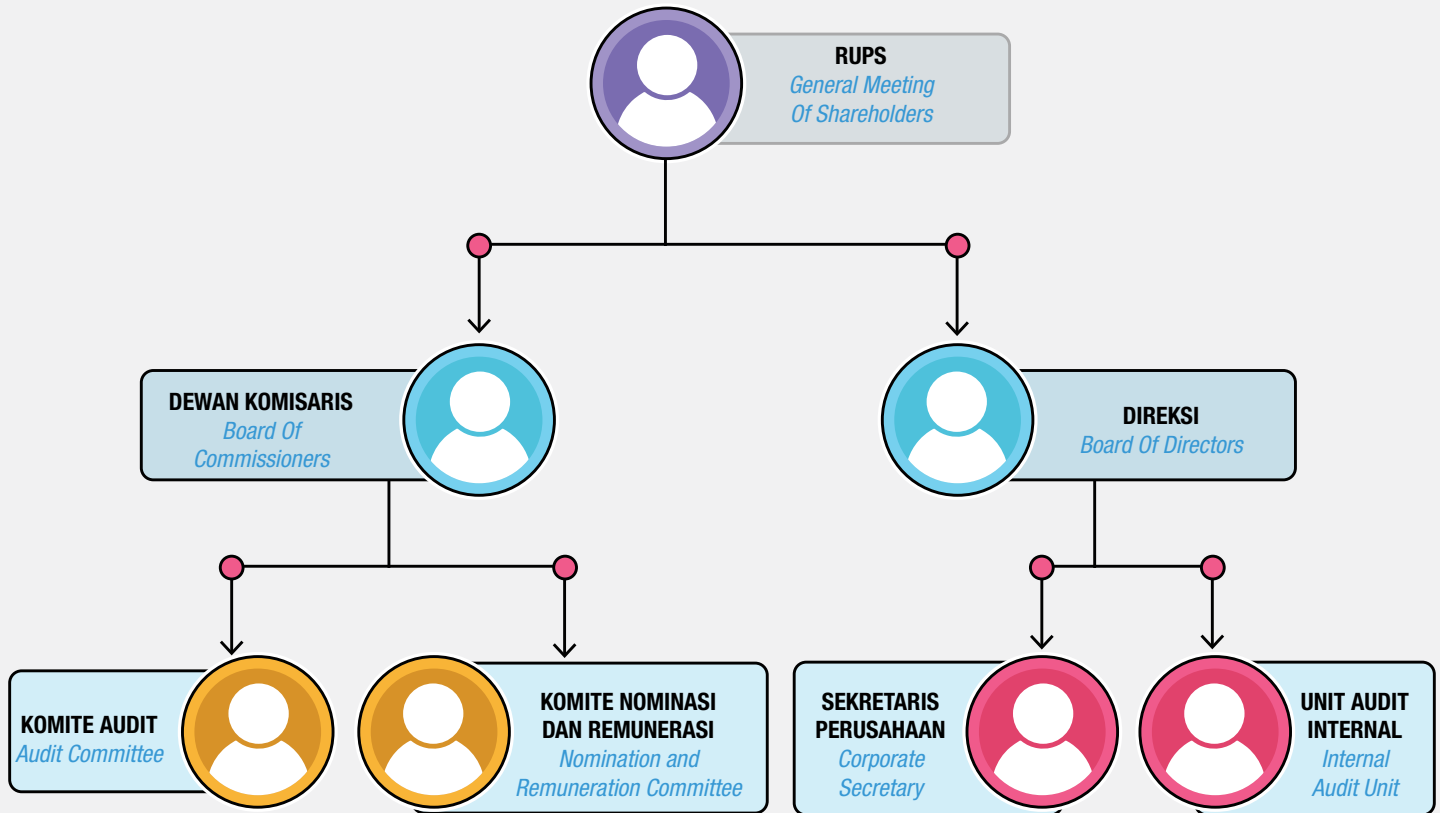 RUPS
General Meeting
Of Shareholders
DEWAN KOMISARIS
Board Of
Commissioners
DIREKSI
Board Of Directors
KOMITE AUDIT
Audit Committee
KOMITE NOMINASI
DAN REMUNERASI
Nomination and
Remuneration Committee
SEKRETARIS
PERUSAHAAN
Corporate
Secretary
UNIT AUDIT
INTERNAL
Internal
Audit Unit